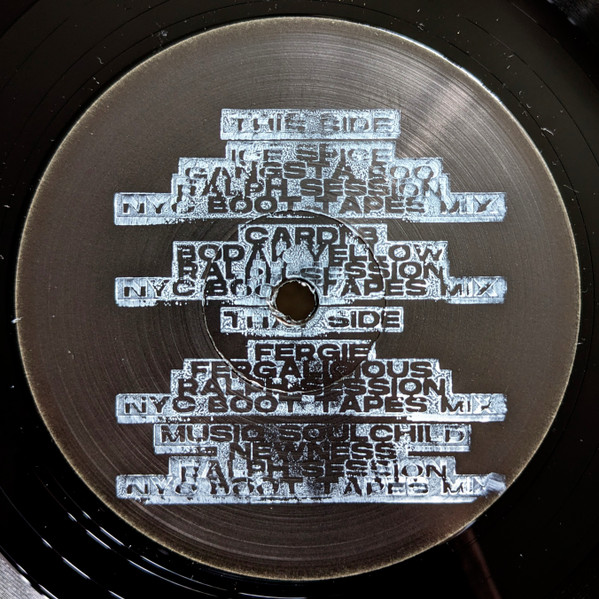 THIS SIDE
ICE SPICE
GANGSTA BOO
RALPH SESSION
NYC BOOT TAPES MIX
CARDI B
BODAK YELLOW
RALPH SESSION
NYC BOOT TAPES MIX
THAT SIDE
FERGIE
FERGALICIOUS
RALPH SESSION
NYC BOOT TAPES MIX
MUSIQ SOULCHILD
NEWNESS
RALPH SESSION
NYC BOOT TAPES MIX